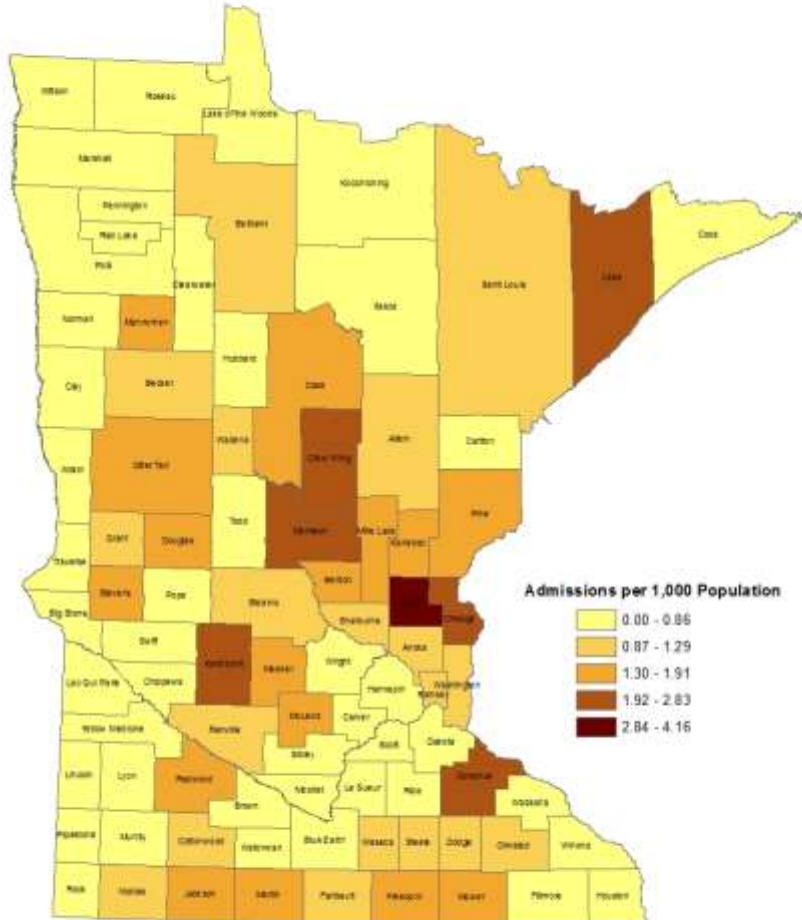 Kittson
Roseau
Lake of the Woods
Marshall
Koochiching
Pennington
Red Lake
Beltrami
Polk
Clearwater
Cook
Lake
Saint Louis
Itasca
Norman
Mahnomen
Hubbard
Cass
Clay
Becker
Wadena
Aitkin
Carlton
Crow Wing
Otter Tail
Wilkin
Todd
Morrison
Mille Lacs
Kanabec
Pine
Grant
Douglas
Traverse
Stevens
Pope
Benton
Stearns
Big Stone
Sherburne
Chisago
Swift
Anoka
Kandiyohi
Meeker
Wright
Washington
Ramsey
Hennepin
Lac Qui Parle
Chippewa
McLeod
Carver
Yellow Medicine
Renville
Scott
Dakota
Sibley
Lincoln
Lyon
Redwood
Nicollet
Le Sueur
Rice
Goodhue
Wabasha
Brown
Pipestone
Murray
Cottonwood
Watonwan
Blue Earth
Waseca
Steele
Dodge
Olmsted
Winona
Rock
Nobles
Jackson
Martin
Faribault
Freeborn
Mower
Fillmore
Houston
Admissions per 1,000 Population
0.00 - 0.86
0.87 - 1.29
1.30 - 1.91
1.92 - 2.83
2.84 - 4.16